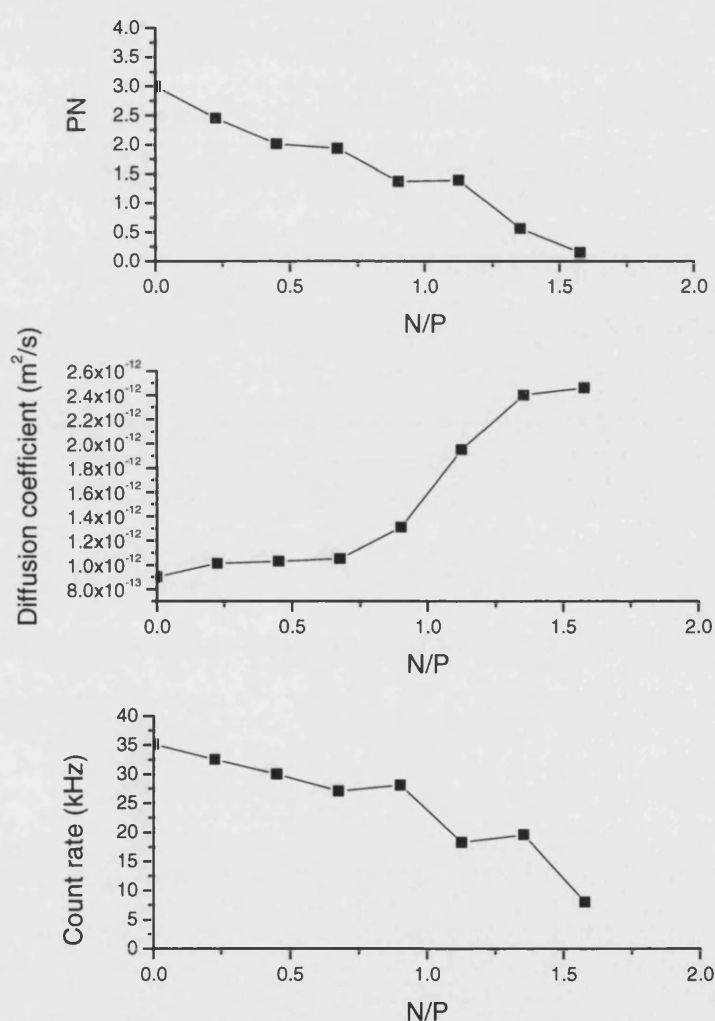 4.0
3.5
3.0
2.5
2.0
1.5
1.0
0.5
0.0
PN
0.0 0.5 1.0 1.5 2.0
N/P
2.6x10⁻¹²
2.4x10⁻¹²
2.2x10⁻¹²
2.0x10⁻¹²
1.8x10⁻¹²
1.6x10⁻¹²
1.4x10⁻¹²
1.2x10⁻¹²
1.0x10⁻¹²
8.0x10⁻¹³
Diffusion coefficient (m²/s)
0.0 0.5 1.0 1.5 2.0
N/P
40
35
30
25
20
15
10
5
0
Count rate (kHz)
0.0 0.5 1.0 1.5 2.0
N/P